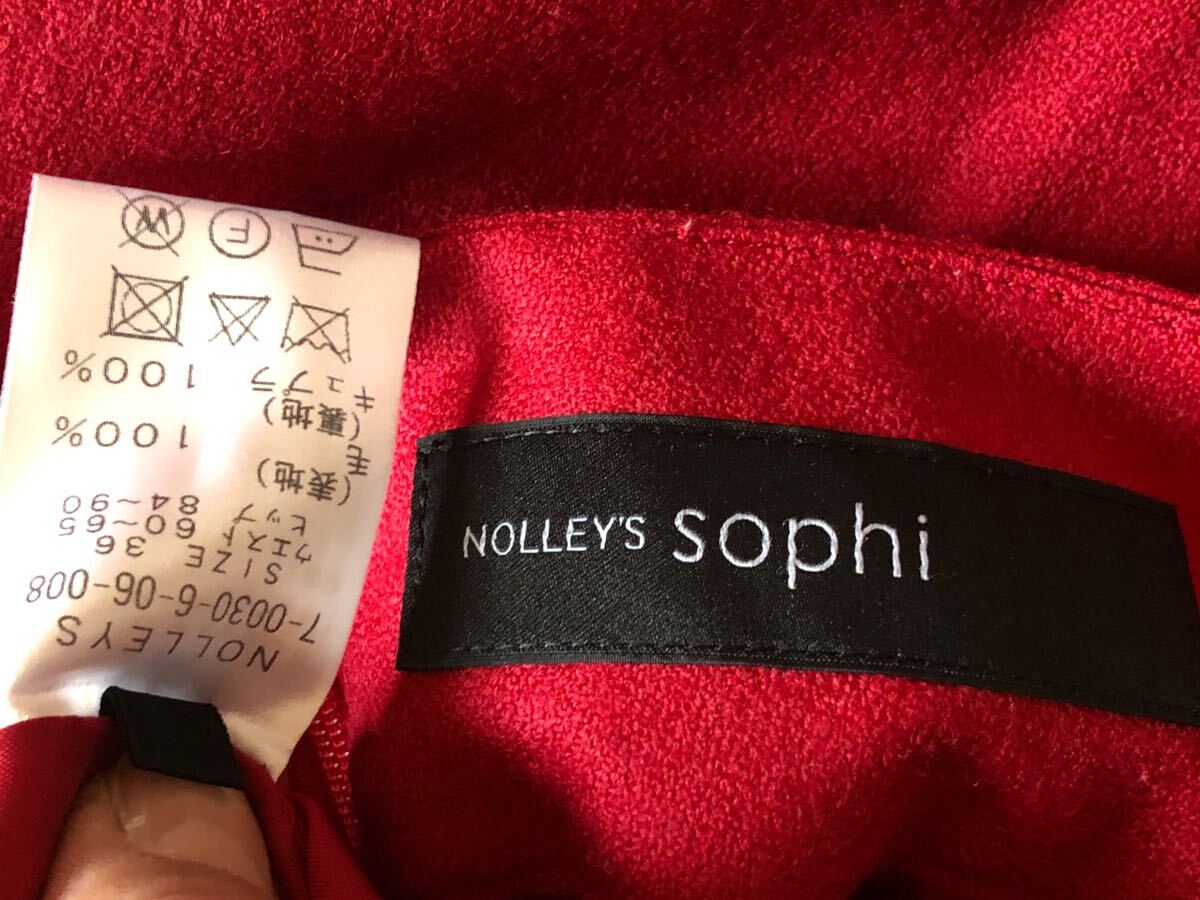 NOLLEY'S sophi
NOLLEY'S
7-0030-6-06-008
SIZE 36
ウエスト 60~65
ヒップ 84~90
(表地)
毛 100%
(裏地)
キュプラ 100%
F
W